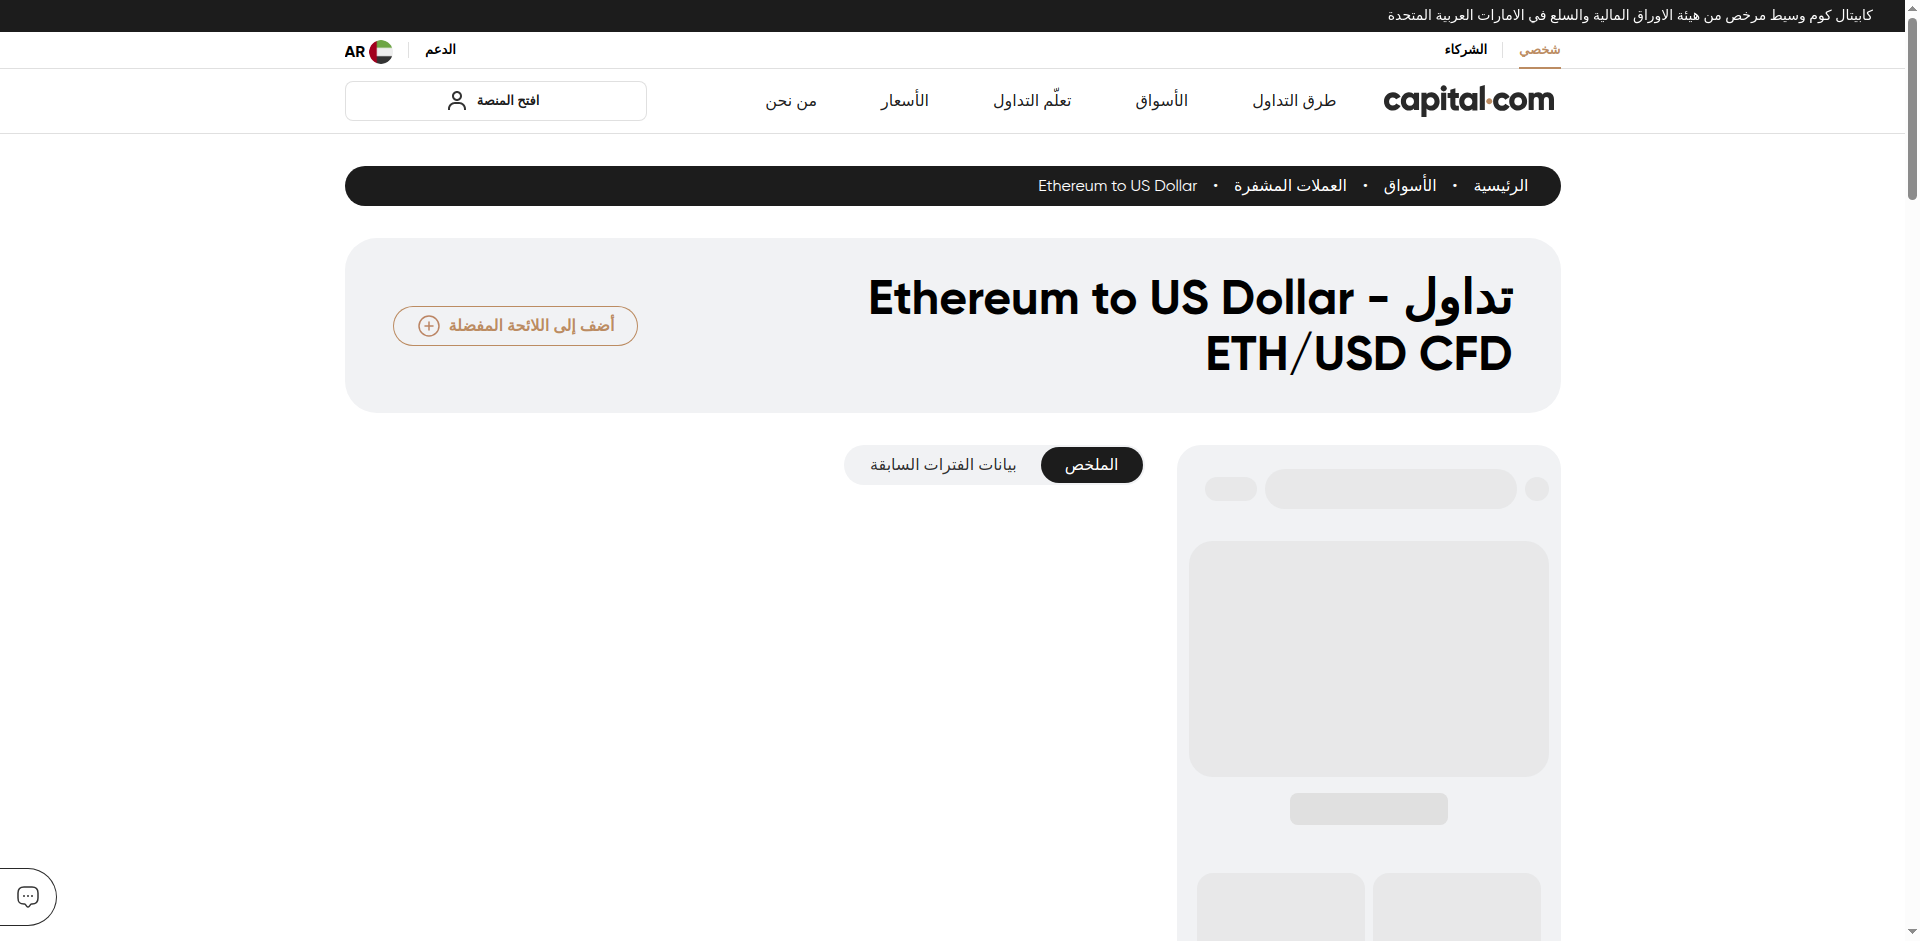 كابيتال كوم وسيط مرخص من هيئة الاوراق المالية والسلع في الامارات العربية المتحدة
شخصي
الشركاء
الدعم
AR
capital.com
طرق التداول
الأسواق
تعلّم التداول
الأسعار
من نحن
افتح المنصة
الرئيسية • الأسواق • العملات المشفرة • Ethereum to US Dollar
تداول Ethereum to US Dollar -
ETH/USD CFD
أضف إلى اللائحة المفضلة
الملخص
بيانات الفترات السابقة